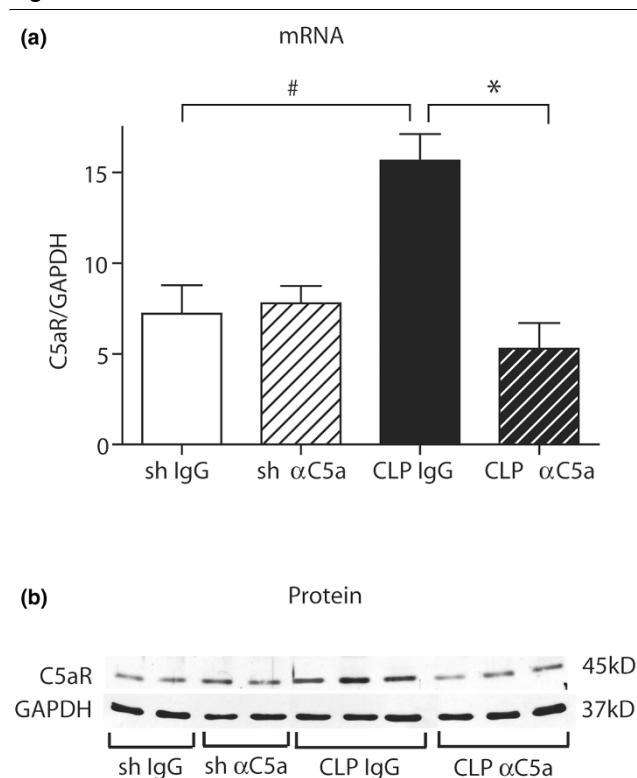 (a)
mRNA
#
*
C5aR/GAPDH
15
10
5
0
sh IgG
sh αC5a
CLP IgG
CLP αC5a
(b)
Protein
C5aR
45kD
GAPDH
37kD
sh IgG
sh αC5a
CLP IgG
CLP αC5a